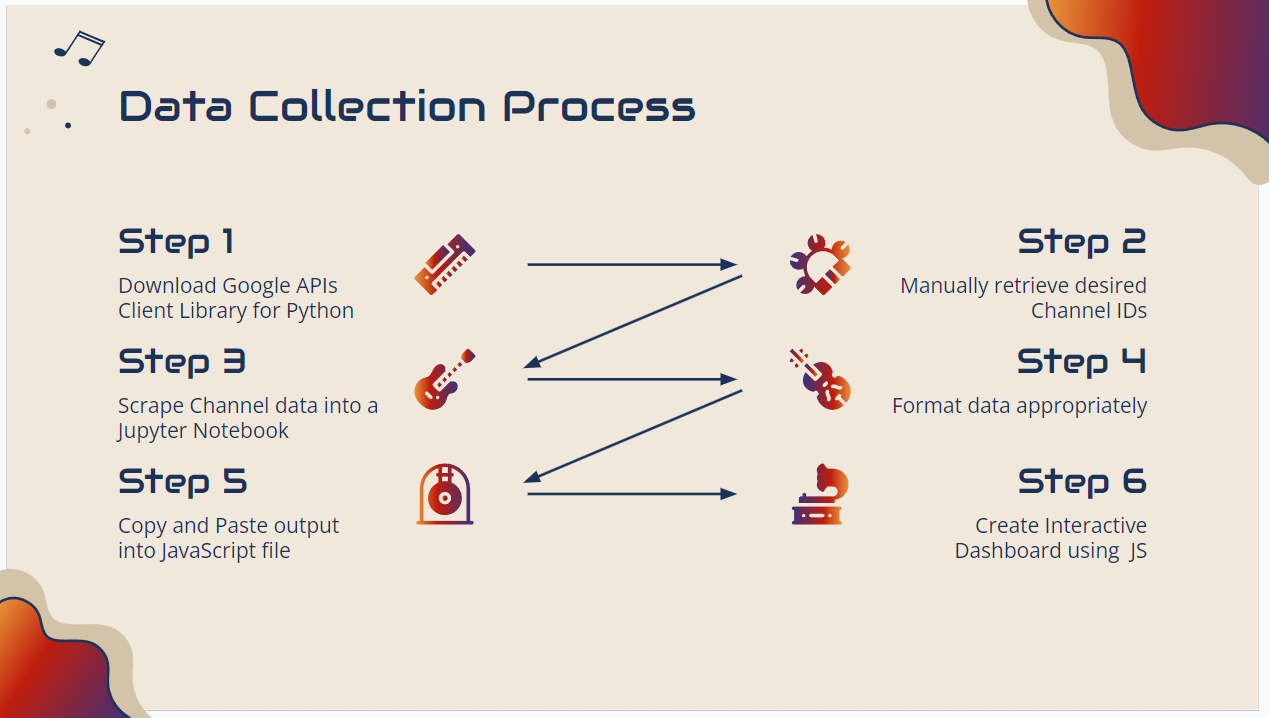 Data Collection Process
Step 1
Download Google APIs
Client Library for Python
Step 2
Manually retrieve desired
Channel IDs
Step 3
Scrape Channel data into a
Jupyter Notebook
Step 4
Format data appropriately
Step 5
Copy and Paste output
into JavaScript file
Step 6
Create Interactive
Dashboard using  JS